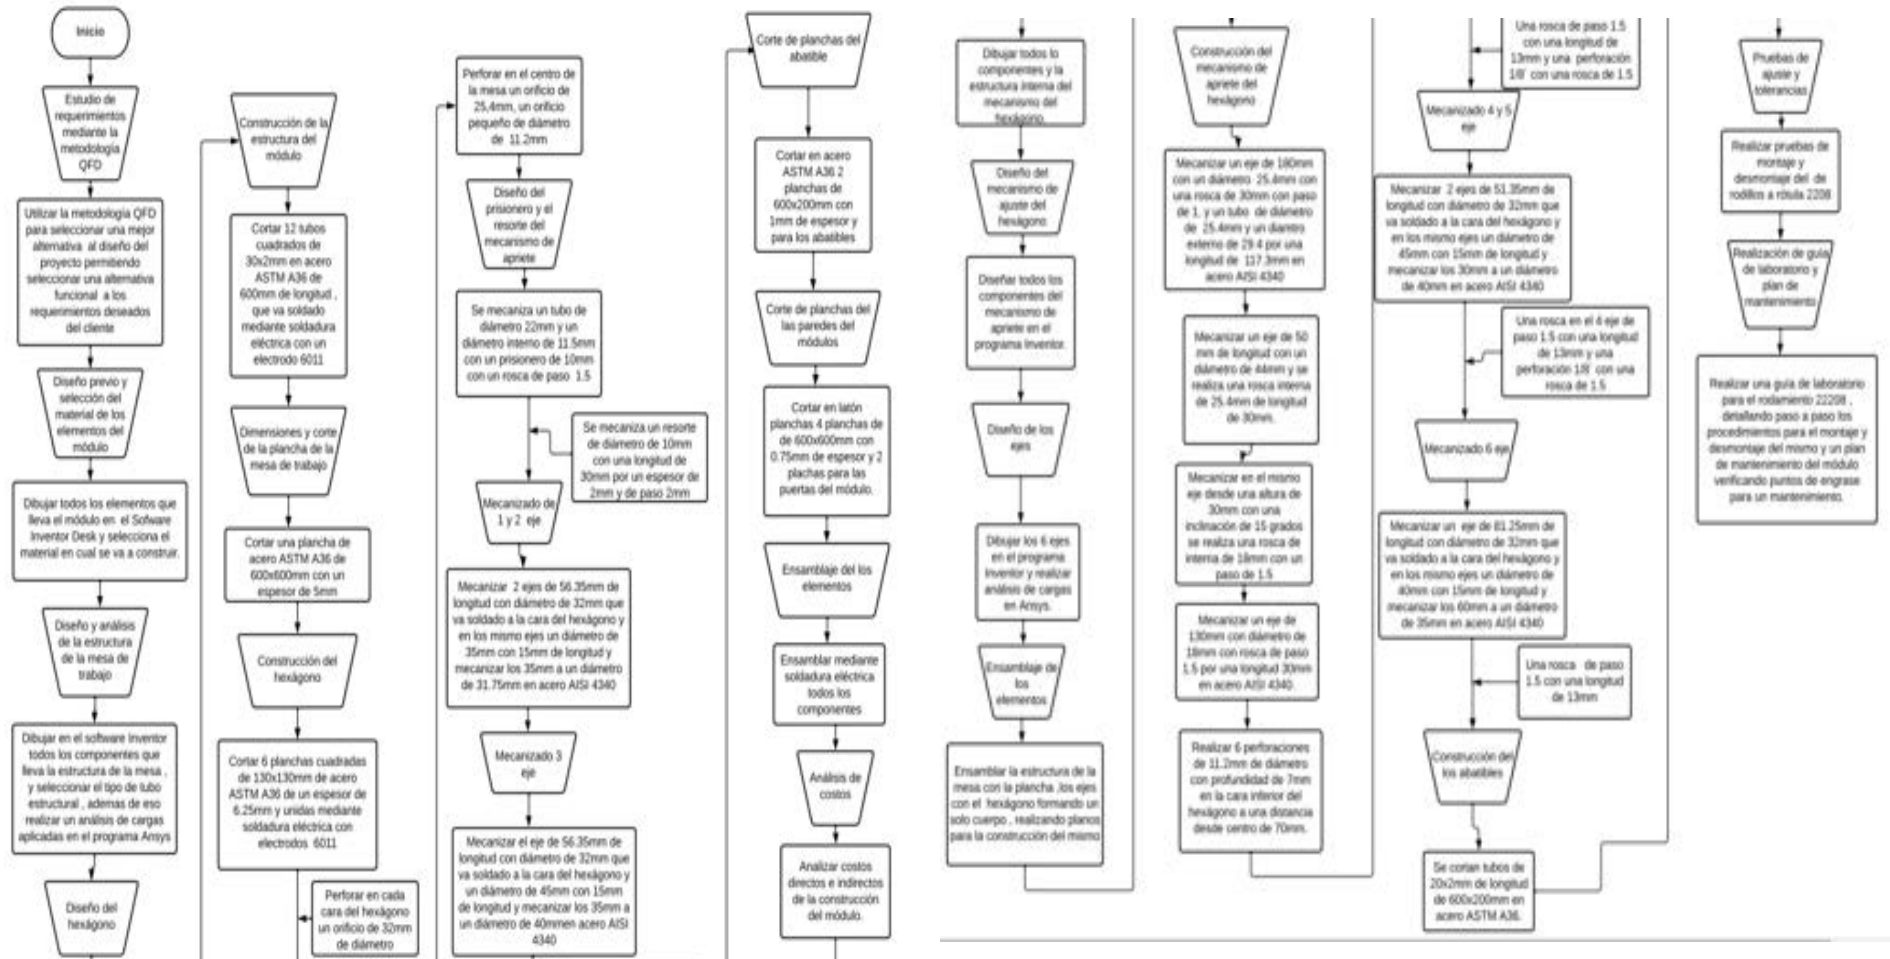 Inicio
Estudio de
requerimientos
mediante la
metodología
QFD
Utilizar la metodología QFD
para seleccionar una mejor
alternativa al diseño del
proyecto permitiendo
seleccionar una alternativa
funcional a los
requerimientos deseados
del cliente
Diseño previo y
selección del
material de los
elementos del
módulo
Dibujar todos los elementos que
lleva el módulo en el Sofware
Inventor Desk y selecciona el
material en cual se va a construir.
Diseño y análisis
de la estructura
de la mesa de
trabajo
Dibujar en el software Inventor
todos los componentes que
lleva la estructura de la mesa ,
y seleccionar el tipo de tubo
estructural , ademas de eso
realizar un análisis de cargas
aplicadas en el programa Ansys
Diseño del
hexágono
Construcción de la
estructura del
módulo
Cortar 12 tubos
cuadrados de
30x2mm en acero
ASTM A36 de
600mm de longitud ,
que va soldado
mediante soldadura
eléctrica con un
electrodo 6011
Dimensiones y corte
de la plancha de la
mesa de trabajo
Cortar una plancha de
acero ASTM A36 de
600x600mm con un
espesor de 5mm
Construcción del
hexágono
Cortar 6 planchas cuadradas
de 130x130mm de acero
ASTM A36 de un espesor de
6.25mm y unidas mediante
soldadura eléctrica con
electrodos 6011
Perforar en cada
cara del hexágono
un orificio de 32mm
de diámetro
Perforar en el centro de
la mesa un orificio de
25,4mm, un orificio
pequeño de diámetro
de 11.2mm
Diseño del
prisionero y el
resorte del
mecanismo de
apriete
Se mecaniza un tubo de
diámetro 22mm y un
diámetro interno de 11.5mm
con un prisionero de 10mm
con un rosca de paso 1.5
Se mecaniza un resorte
de diámetro de 10mm
con una longitud de
30mm por un espesor de
2mm y de paso 2mm
Mecanizado de
1 y 2 eje
Mecanizar 2 ejes de 56.35mm de
longitud con diámetro de 32mm que
va soldado a la cara del hexágono y
en los mismo ejes un diámetro de
35mm con 15mm de longitud y
mecanizar los 35mm a un diámetro
de 31.75mm en acero AISI 4340
Mecanizado 3
eje
Mecanizar el eje de 56.35mm de
longitud con diámetro de 32mm que
va soldado a la cara del hexágono y
un diámetro de 45mm con 15mm
de longitud y mecanizar los 35mm a
un diámetro de 40mmen acero AISI
4340
Corte de planchas del
abatible
Cortar en acero
ASTM A36 2
planchas de
600x200mm con
1mm de espesor y
para los abatibles
Corte de planchas del
las paredes del
módulos
Cortar en latón
planchas 4 planchas de
de 600x600mm con
0.75mm de espesor y 2
plachas para las
puertas del módulo.
Ensamblaje del los
elementos
Ensamblar mediante
soldadura eléctrica
todos los
componentes
Análisis de
costos
Analizar costos
directos e indirectos
de la construcción
del módulo.
Dibujar todos lo
componentes y la
estructura interna del
mecanismo del
hexágono.
Diseño del
mecanismo de
ajuste del
hexágono.
Diseñar todos los
componentes del
mecanismo de
apriete en el
programa Inventor.
Diseño de los
ejes
Dibujar los 6 ejes
en el programa
Inventor y realizar
análisis de cargas
en Ansys.
Ensamblaje de
los
elementos
Ensamblar la estructura de la
mesa con la plancha ,los ejes
con el hexágono formando un
solo cuerpo , realizando planos
para la construcción del mismo
Construcción del
mecanismo de
apriete del
hexágono
Mecanizar un eje de 180mm
con un diámetro 25.4mm con
una rosca de 30mm con paso
de 1, y un tubo de diámetro
de 25.4mm y un diamtro
externo de 29.4 por una
longitud de 117.3mm en
acero AISI 4340
Mecanizar un eje de 50
mm de longitud con un
diámetro de 44mm y se
realiza una rosca interna
de 25.4mm de longitud
de 30mm.
Mecanizar en el mismo
eje desde una altura de
30mm con una
inclinación de 15 grados
se realiza una rosca de
interna de 18mm con un
paso de 1.5
Mecanizar un eje de
130mm con diámetro de
18mm con rosca de paso
1.5 por una longitud 30mm
en acero AISI 4340.
Realizar 6 perforaciones
de 11.2mm de diámetro
con profundidad de 7mm
en la cara inferior del
hexágono a una distancia
desde centro de 70mm.
Una rosca de paso 1.5
con una longitud de
13mm y una perforación
1/8" con una rosca de 1.5
Mecanizado 4 y 5
eje
Mecanizar 2 ejes de 51.35mm de
longitud con diámetro de 32mm que
va soldado a la cara del hexágono y
en los mismo ejes un diámetro de
45mm con 15mm de longitud y
mecanizar los 30mm a un diámetro
de 40mm en acero AISI 4340
Una rosca en el 4 eje de
paso 1.5 con una longitud
de 13mm y una
perforación 1/8" con una
rosca de 1.5
Mecanizado 6 eje
Mecanizar un eje de 81.25mm de
longitud con diámetro de 32mm que
va soldado a la cara del hexágono y
en los mismo ejes un diámetro de
40mm con 15mm de longitud y
mecanizar los 60mm a un diámetro
de 35mm en acero AISI 4340
Una rosca de paso
1.5 con una longitud
de 13mm
Construcción del
los abatibles
Se cortan tubos de
20x2mm de longitud
de 600x200mm en
acero ASTM A36.
Pruebas de
ajuste y
tolerancias
Realizar pruebas de
montaje y
desmontaje del de
rodillos a rótula 2208
Realización de guía
de laboratorio y
plan de
mantenimiento
Realizar una guía de laboratorio
para el rodamiento 22208 ,
detallando paso a paso los
procedimientos para el montaje y
desmontaje del mismo y un plan
de mantenimiento del módulo
verificando puntos de engrase
para un mantenimiento.